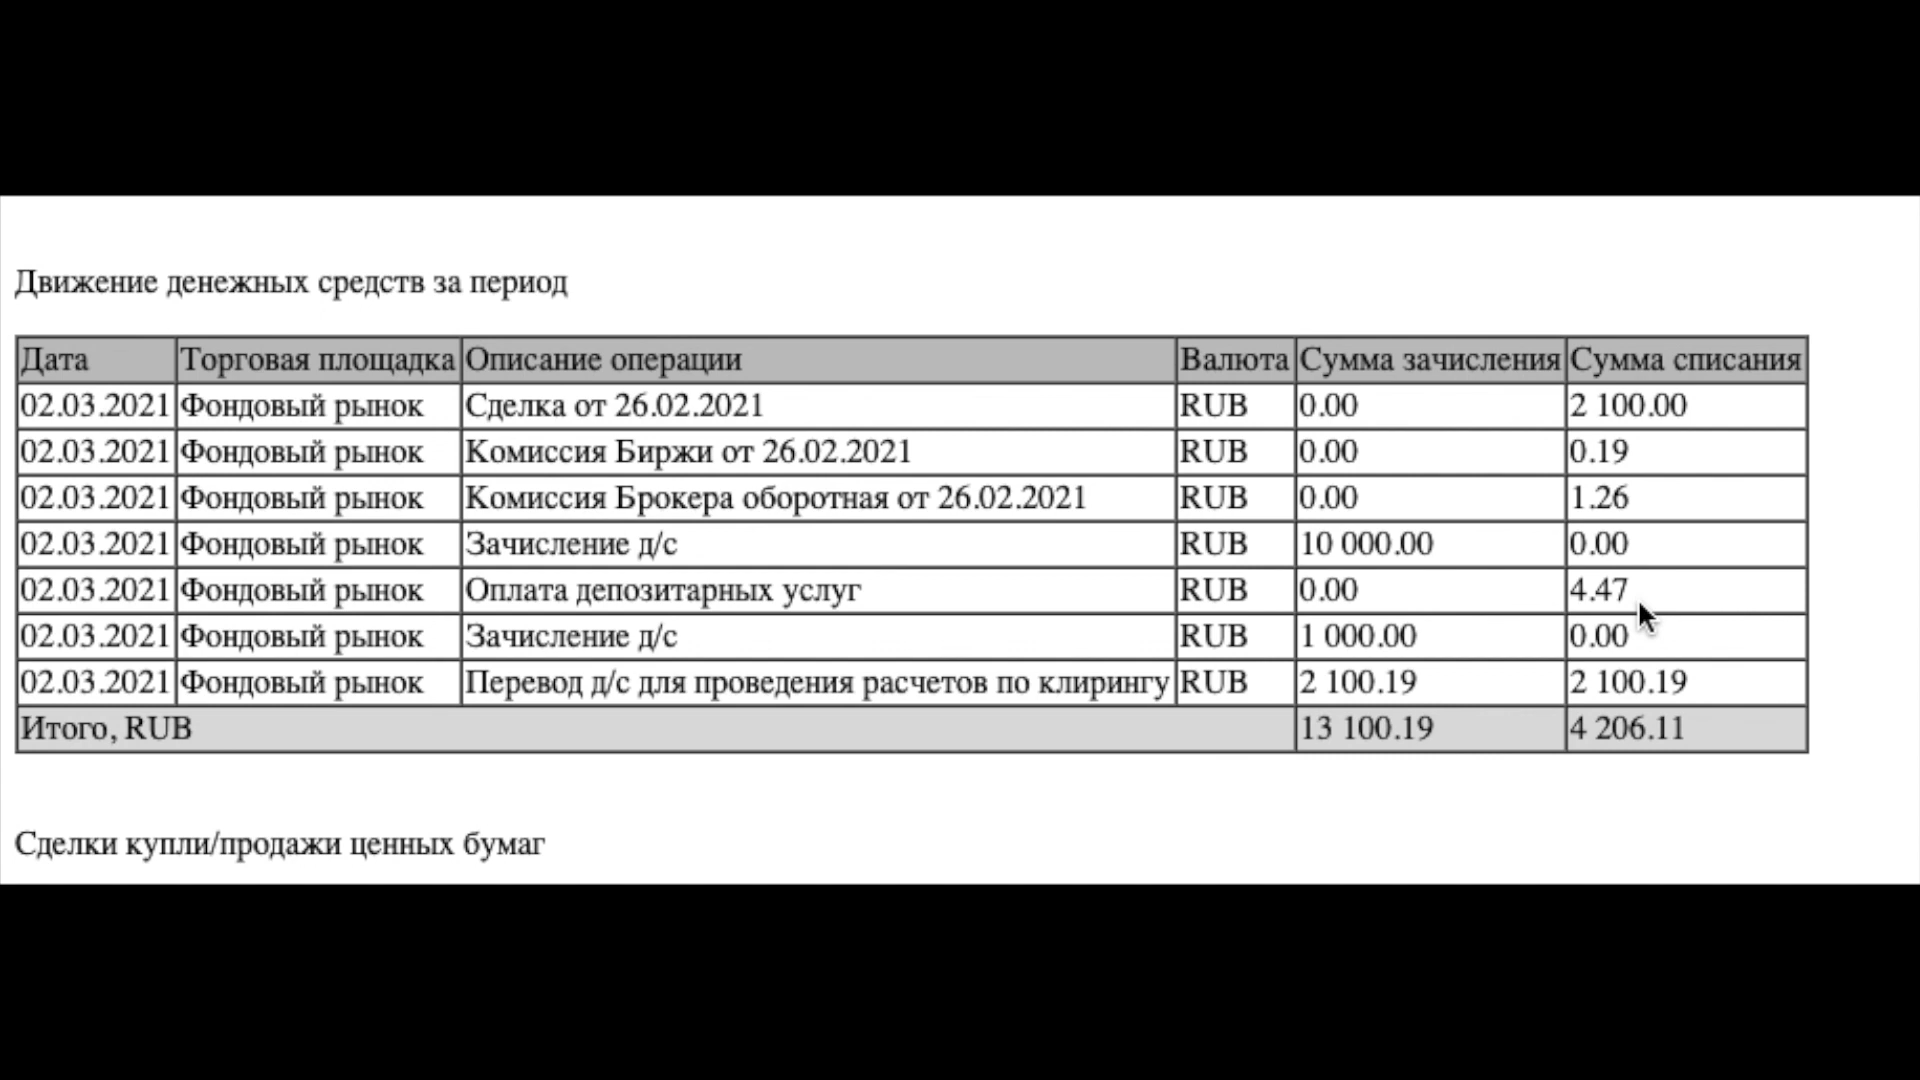 Движение денежных средств за период
Дата Торговая площадка Описание операции Валюта Сумма зачисления Сумма списания
02.03.2021 Фондовый рынок Сделка от 26.02.2021 RUB 0.00 2 100.00
02.03.2021 Фондовый рынок Комиссия Биржи от 26.02.2021 RUB 0.00 0.19
02.03.2021 Фондовый рынок Комиссия Брокера оборотная от 26.02.2021 RUB 0.00 1.26
02.03.2021 Фондовый рынок Зачисление д/с RUB 10 000.00 0.00
02.03.2021 Фондовый рынок Оплата депозитарных услуг RUB 0.00 4.47
02.03.2021 Фондовый рынок Зачисление д/с RUB 1 000.00 0.00
02.03.2021 Фондовый рынок Перевод д/с для проведения расчетов по клирингу RUB 2 100.19 2 100.19
Итого, RUB 13 100.19 4 206.11
Сделки купли/продажи ценных бумаг